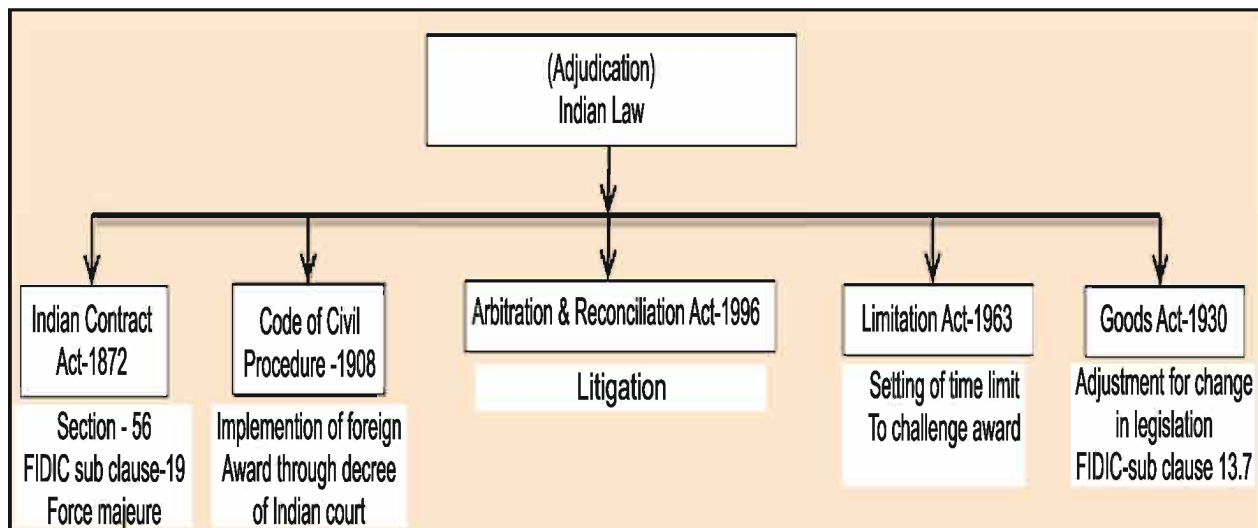 (Adjudication)
Indian Law
Indian Contract
Act-1872
Section - 56
FIDIC sub clause-19
Force majeure
Code of Civil
Procedure -1908
Implemention of foreign
Award through decree
of Indian court
Arbitration & Reconciliation Act-1996
Litigation
Limitation Act-1963
Setting of time limit
To challenge award
Goods Act-1930
Adjustment for change
in legislation
FIDIC-sub clause 13.7